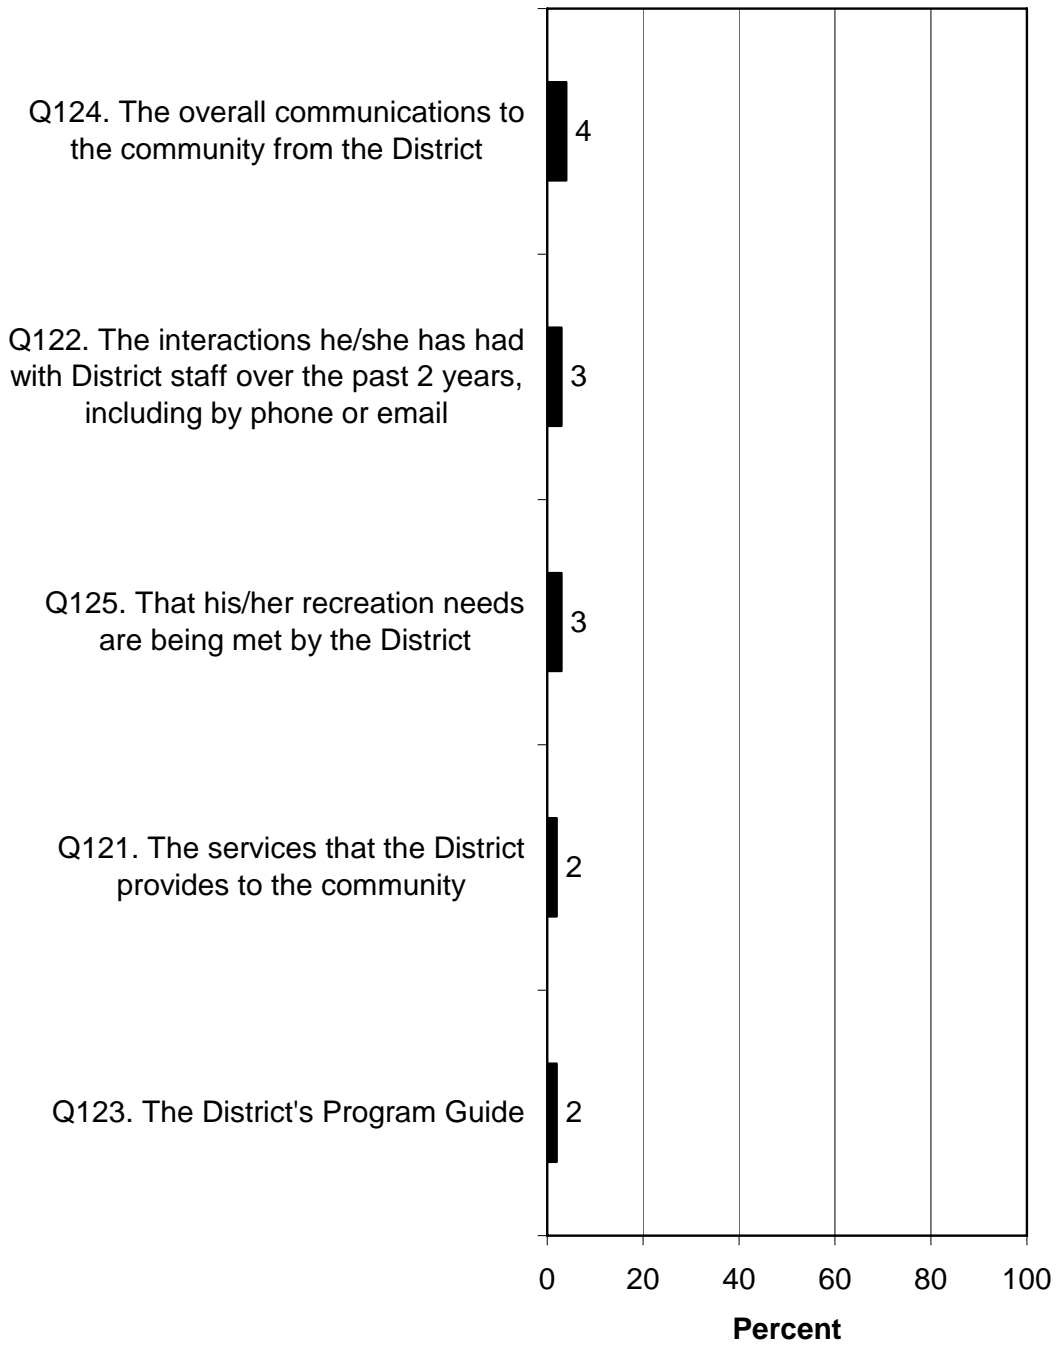 Q124. The overall communications to
the community from the District
4
Q122. The interactions he/she has had
with District staff over the past 2 years,
including by phone or email
3
Q125. That his/her recreation needs
are being met by the District
3
Q121. The services that the District
provides to the community
2
Q123. The District's Program Guide
2
0 20 40 60 80 100
Percent